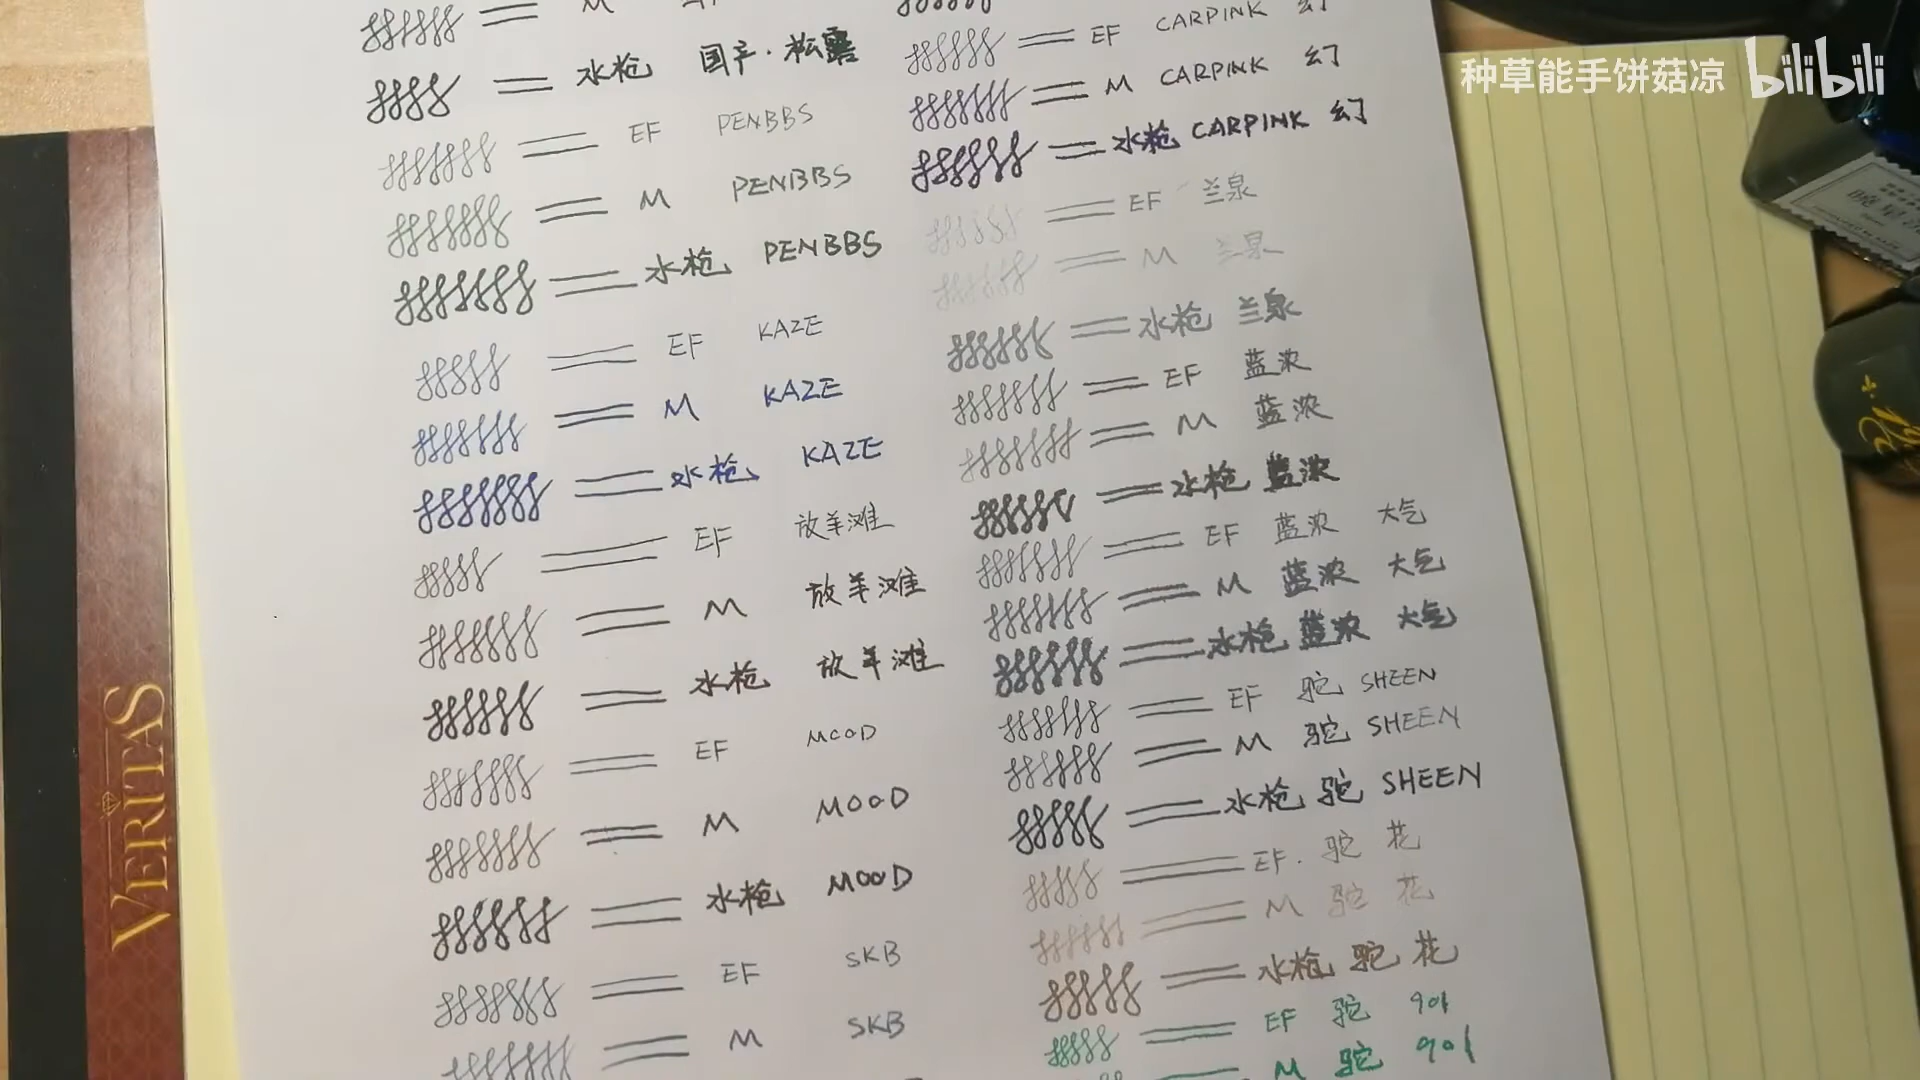 M
水枪 国产·松露
EF PENBBS
M PENBBS
水枪 PENBBS
EF KAZE
M KAZE
水枪 KAZE
EF 放羊滩
M 放羊滩
水枪 放羊滩
EF MOOD
M MOOD
水枪 MOOD
EF SKB
M SKB
EF CARPINK 幻
M CARPINK 幻
水枪 CARPINK 幻
EF 兰泉
M 兰泉
水枪 兰泉
EF 蓝浓
M 蓝浓
水枪 蓝浓
EF 蓝浓 大气
M 蓝浓 大气
水枪 蓝浓 大气
EF 驼 SHEEN
M 驼 SHEEN
水枪 驼 SHEEN
EF. 驼 花
M 驼 花
水枪 驼 花
EF 驼 901
M 驼 901
VERITAS
种草能手饼菇凉 bilibili